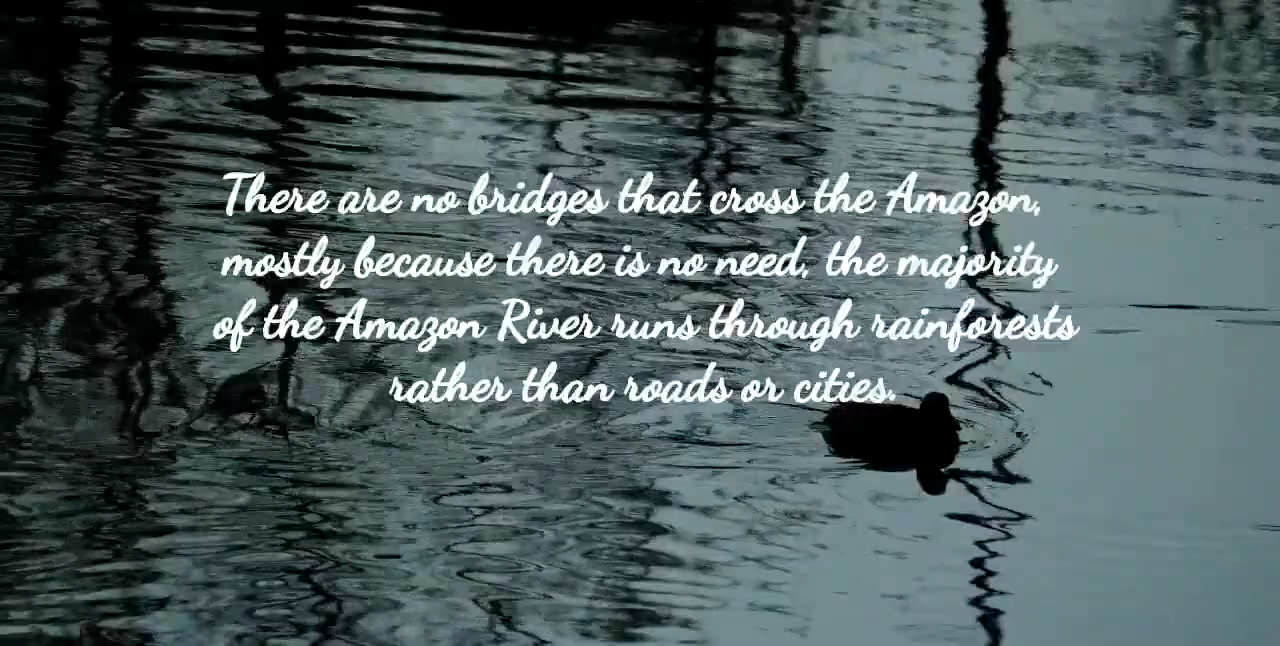 There are no bridges that cross the Amazon,
mostly because there is no need, the majority
of the Amazon River runs through rainforests
rather than roads or cities.